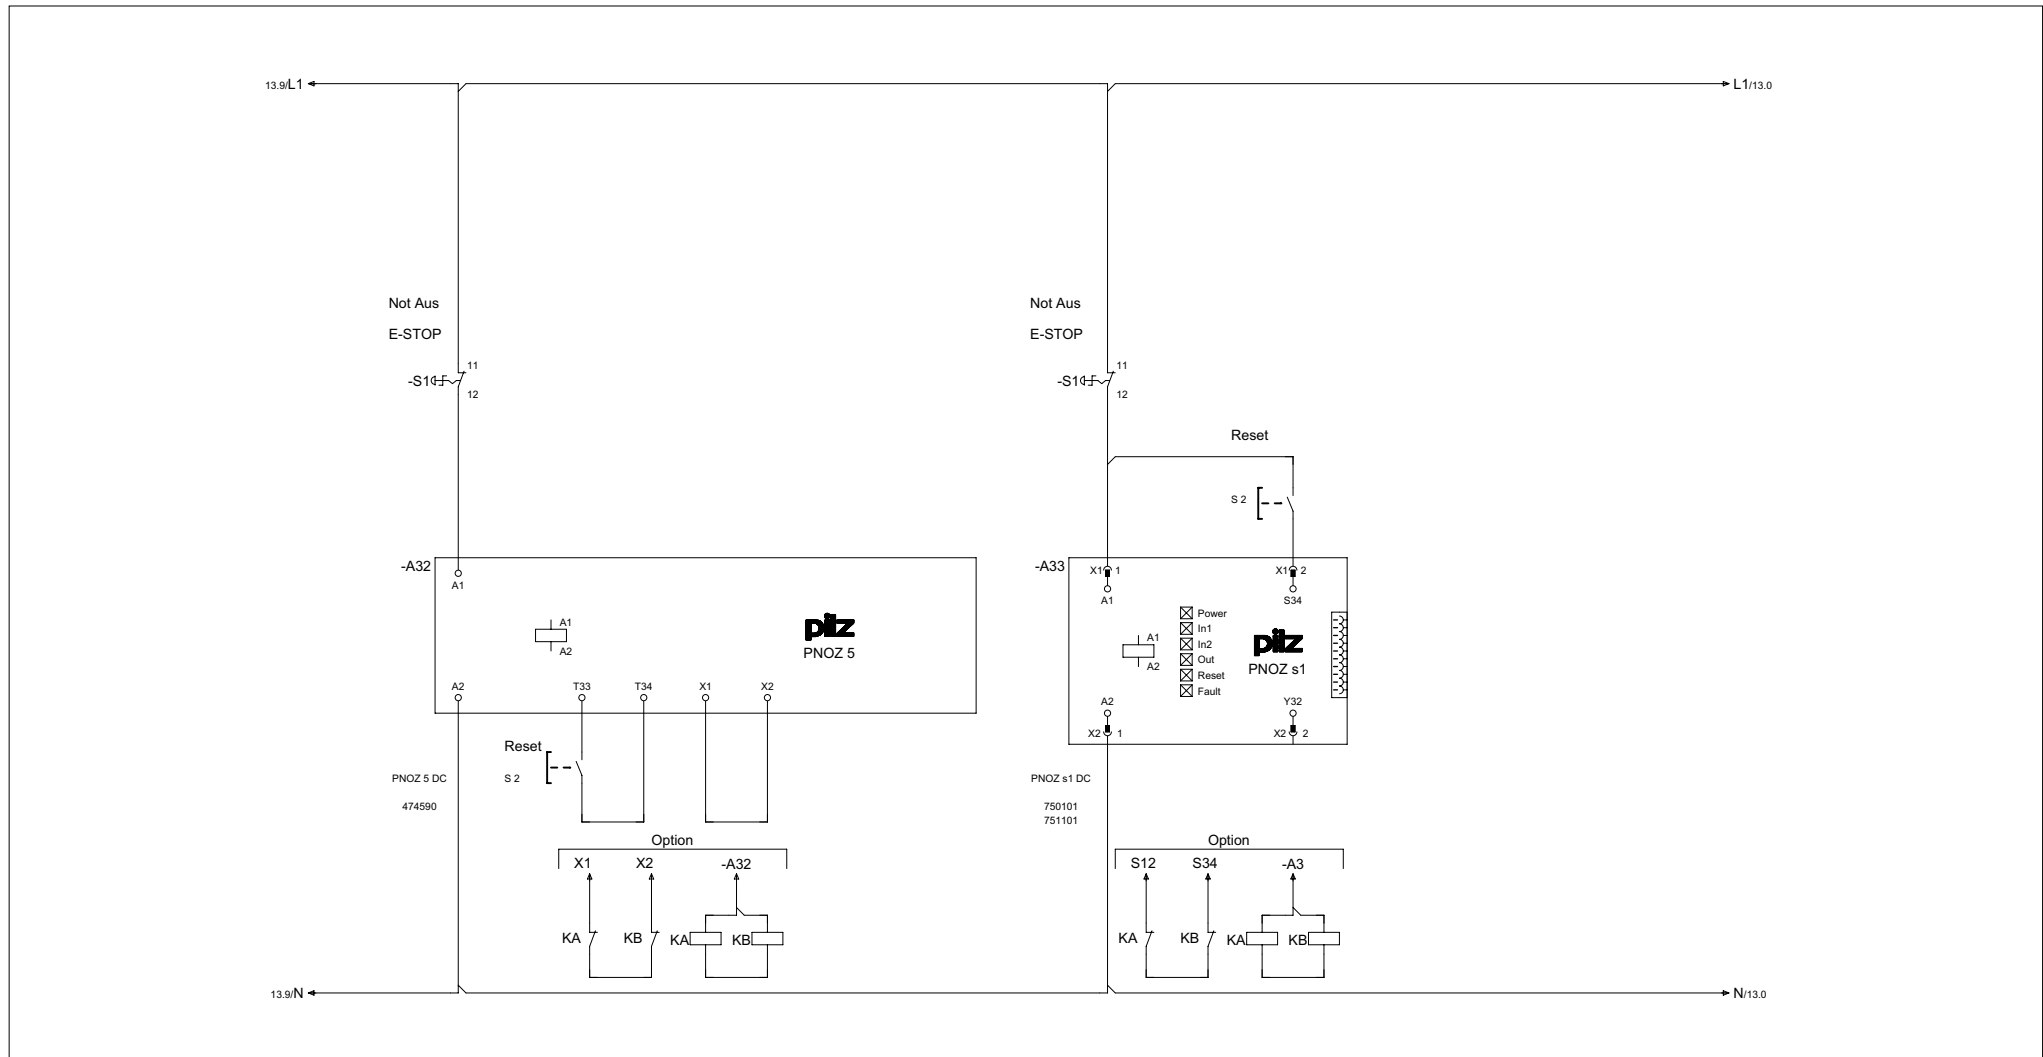 13.9/L1 L1/13.0
Not Aus Not Aus
E-STOP E-STOP
11 11
-S1 -S1
12 12
Reset
S 2
-A32 -A33
X1 1 X1 2
A1
A1 S34
Power
A1 pilz In1
A1 In2 pilz
A2 PNOZ 5 A2 Out PNOZ s1
Reset
A2 T33 T34 X1 X2 Fault
A2 Y32
X2 1 X2 2
Reset
PNOZ 5 DC S 2 PNOZ s1 DC
474590 750101
751101
Option Option
X1 X2 -A32 S12 S34 -A3
KA KB KA KB KA KB KA KB
13.9/N N/13.0